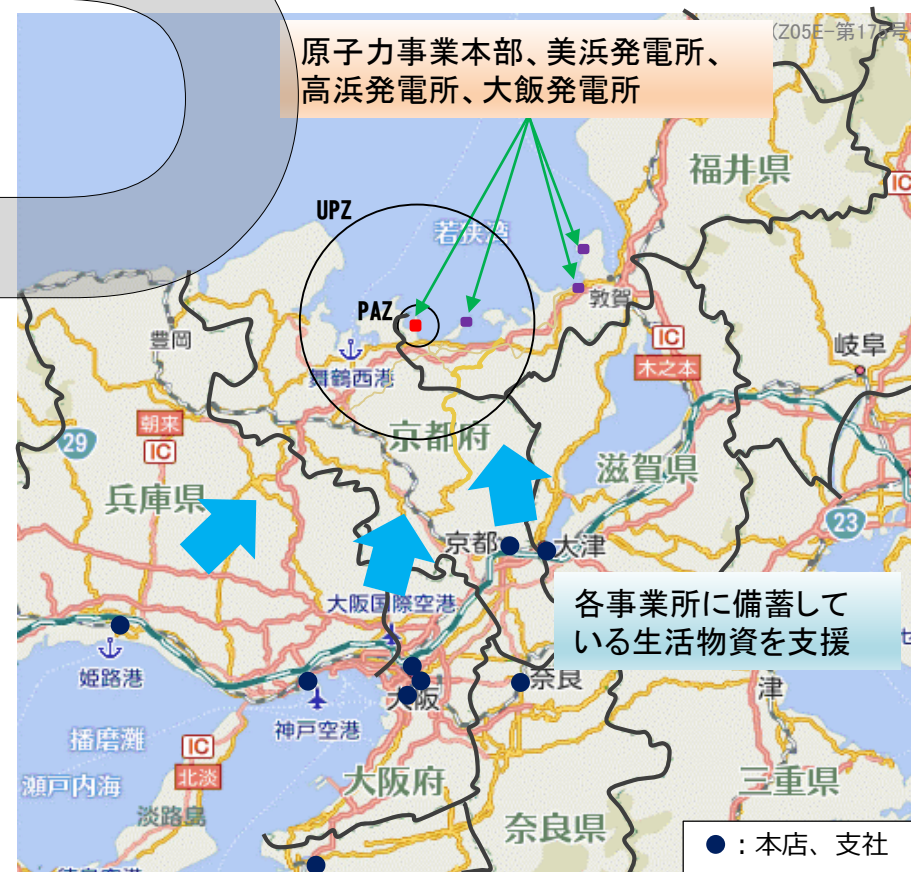 (Z05E-第175号
原子力事業本部、美浜発電所、
高浜発電所、大飯発電所
福井県
IC
UPZ
若狭湾
PAZ
敦賀
豊岡
IC
木之本
岐阜
舞鶴西港
朝来
IC
29
京都府
滋賀県
兵庫県
23
京都
大津
大阪国際空港
各事業所に備蓄して
いる生活物資を支援
姫路港
奈良
大阪
津
神戸空港
播磨灘
IC
北淡
瀬戸内海
大阪府
三重県
淡路島
奈良県
●:本店、支社